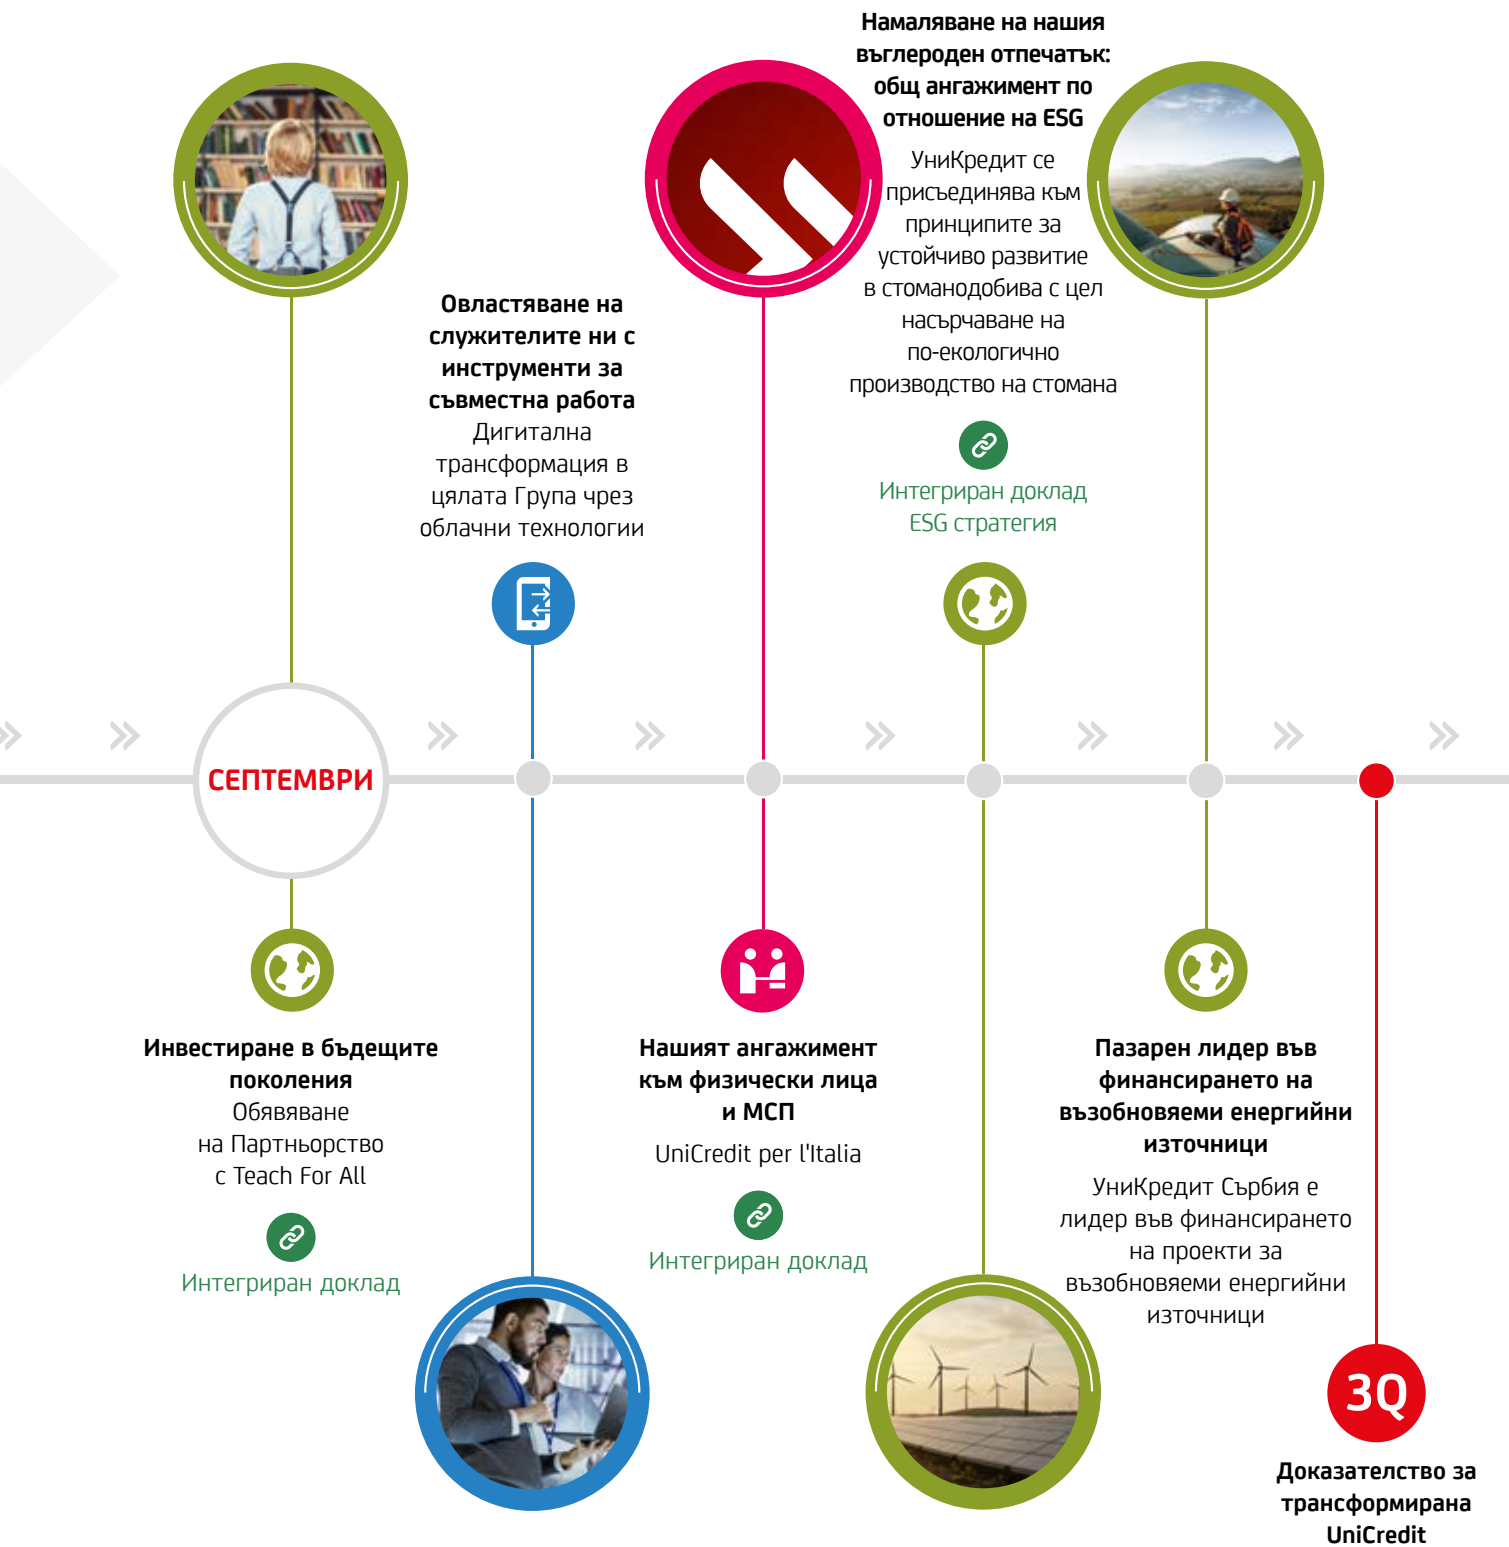 Намаляване на нашия
въглероден отпечатък:
общ ангажимент по
отношение на ESG
УниКредит се
присъединява към
принципите за
устойчиво развитие
в стоманодобива с цел
насърчаване на
по-екологично
производство на стомана
Интегриран доклад
ESG стратегия
Овластяване на
служителите ни с
инструменти за
съвместна работа
Дигитална
трансформация в
цялата Група чрез
облачни технологии
СЕПТЕМВРИ
Инвестиране в бъдещите
поколения
Обявяване
на Партньорство
с Teach For All
Интегриран доклад
Нашият ангажимент
към физически лица
и МСП
UniCredit per l'Italia
Интегриран доклад
Пазарен лидер във
финансирането на
възобновяеми енергийни
източници
УниКредит Сърбия е
лидер във финансирането
на проекти за
възобновяеми енергийни
източници
3Q
Доказателство за
трансформирана
UniCredit